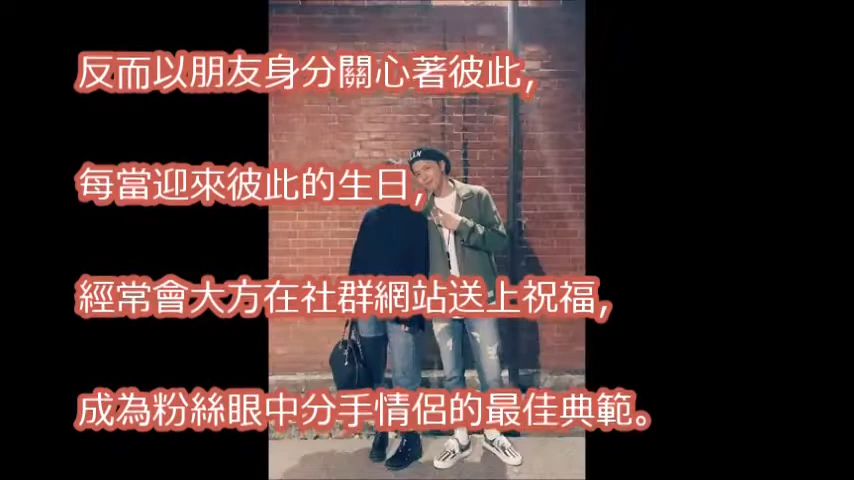 反而以朋友身分關心著彼此,
每當迎來彼此的生日,
經常會大方在社群網站送上祝福,
成為粉絲眼中分手情侶的最佳典範。